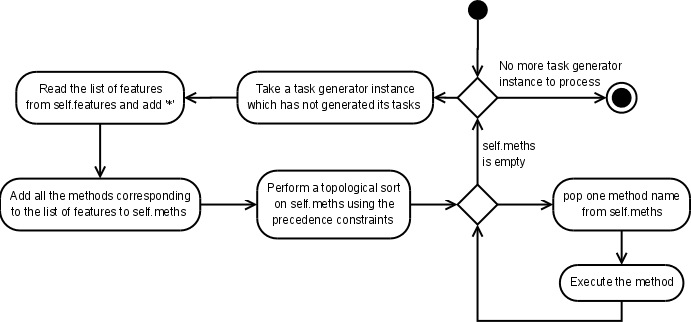 No more task generator
instance to process
Take a task generator instance
which has not generated its tasks
Read the list of features
from self.features and add '*'
Add all the methods corresponding
to the list of features to self.meths
Perform a topological sort
on self.meths using the
precedence constraints
self.meths
is empty
pop one method name
from self.meths
Execute the method